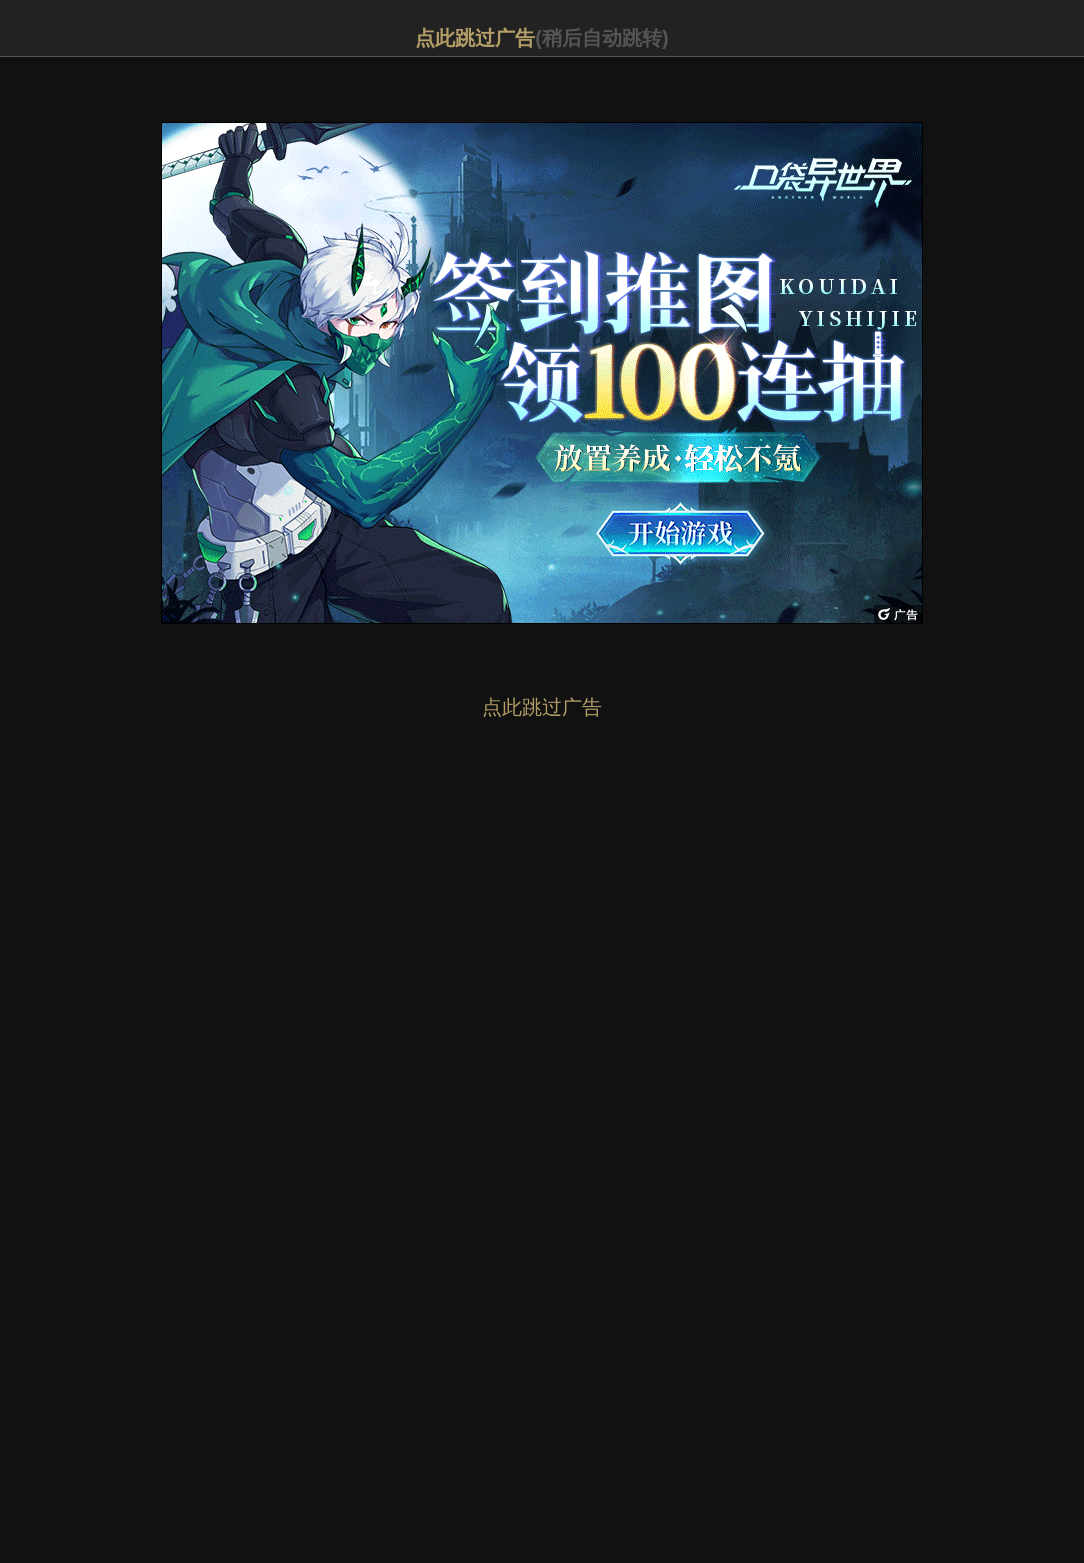 点此跳过广告(稍后自动跳转)
口袋异世界
ANOTHER WORLD
签到推图
KOUIDAI
YISHIJIE
领100连抽
放置养成·轻松不氪
开始游戏
广告
点此跳过广告